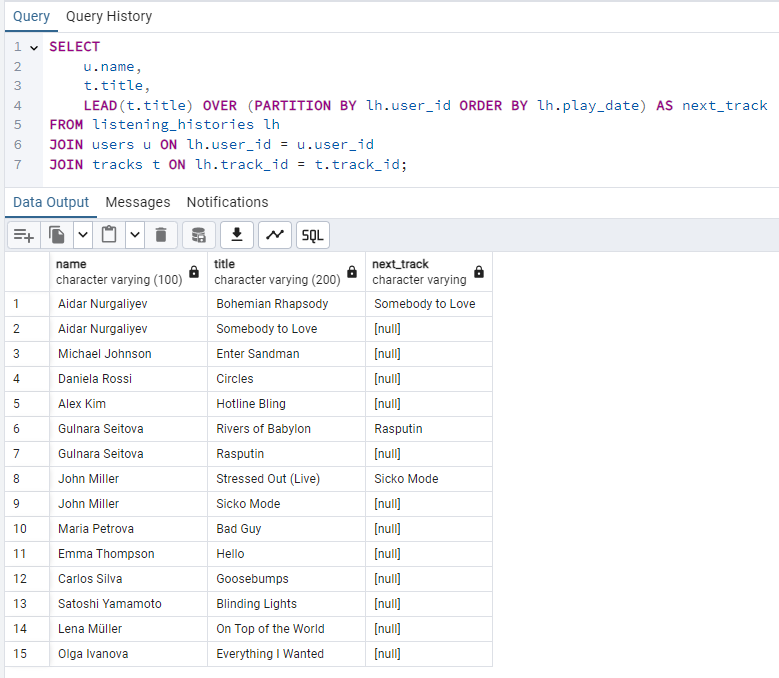 Query Query History
1 SELECT
2 u.name,
3 t.title,
4 LEAD(t.title) OVER (PARTITION BY lh.user_id ORDER BY lh.play_date) AS next_track
5 FROM listening_histories lh
6 JOIN users u ON lh.user_id = u.user_id
7 JOIN tracks t ON lh.track_id = t.track_id;
Data Output Messages Notifications
SQL
name title next_track
character varying (100) character varying (200) character varying
1 Aidar Nurgaliyev Bohemian Rhapsody Somebody to Love
2 Aidar Nurgaliyev Somebody to Love [null]
3 Michael Johnson Enter Sandman [null]
4 Daniela Rossi Circles [null]
5 Alex Kim Hotline Bling [null]
6 Gulnara Seitova Rivers of Babylon Rasputin
7 Gulnara Seitova Rasputin [null]
8 John Miller Stressed Out (Live) Sicko Mode
9 John Miller Sicko Mode [null]
10 Maria Petrova Bad Guy [null]
11 Emma Thompson Hello [null]
12 Carlos Silva Goosebumps [null]
13 Satoshi Yamamoto Blinding Lights [null]
14 Lena Müller On Top of the World [null]
15 Olga Ivanova Everything I Wanted [null]